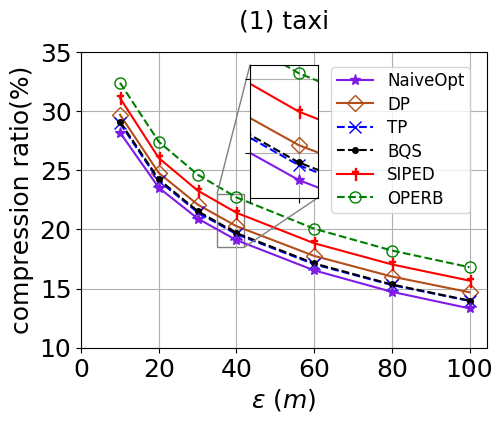 (1) taxi
compression ratio(%)
35
30
25
20
15
10
0
20
40
60
80
100
ε (m)
NaiveOpt
DP
TP
BQS
SIPED
OPERB